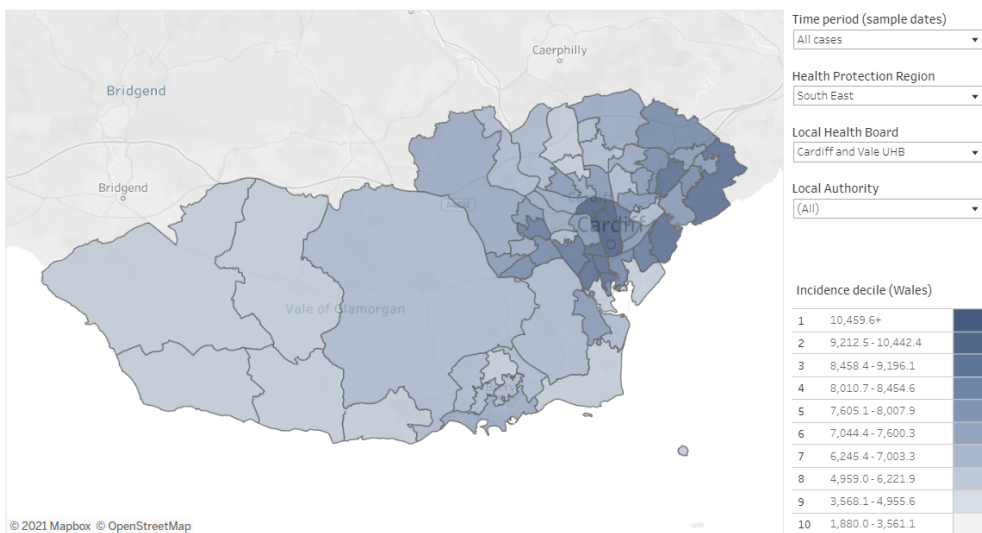 Time period (sample dates)
All cases
Health Protection Region
South East
Local Health Board
Cardiff and Vale UHB
Local Authority
(All)
Caerphilly
Bridgend
Bridgend
Cardiff
Vale of Glamorgan
Incidence decile (Wales)
1 10,459.6+
2 9,212.5 - 10,442.4
3 8,458.4 - 9,196.1
4 8,010.7 - 8,454.6
5 7,605.1 - 8,007.9
6 7,044.4 - 7,600.3
7 6,245.4 - 7,003.3
8 4,959.0 - 6,221.9
9 3,568.1 - 4,955.6
10 1,880.0 - 3,561.1
© 2021 Mapbox © OpenStreetMap